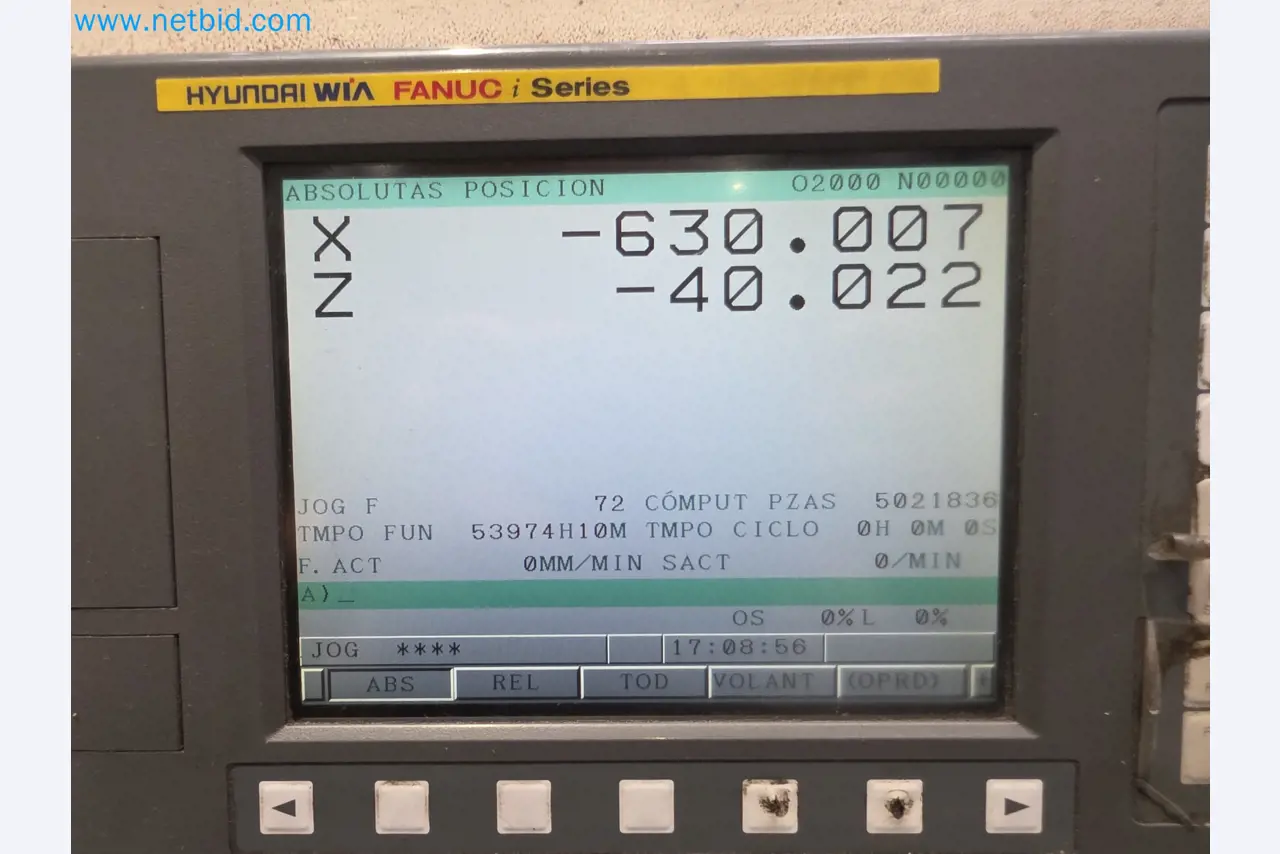 www.netbid.com
HYUNDAI WIA FANUC i Series
ABSOLUTAS POSICION O2000 N00000
X -630.007
Z -40.022
JOG F 72 CÓMPUT PZAS 5021836
TMPO FUN 53974H10M TMPO CICLO 0H 0M 0S
F. ACT 0MM/MIN SACT 0/MIN
A)_
OS 0% L 0%
JOG **** 17:08:56
ABS REL TOD VOLANT (OPRD)